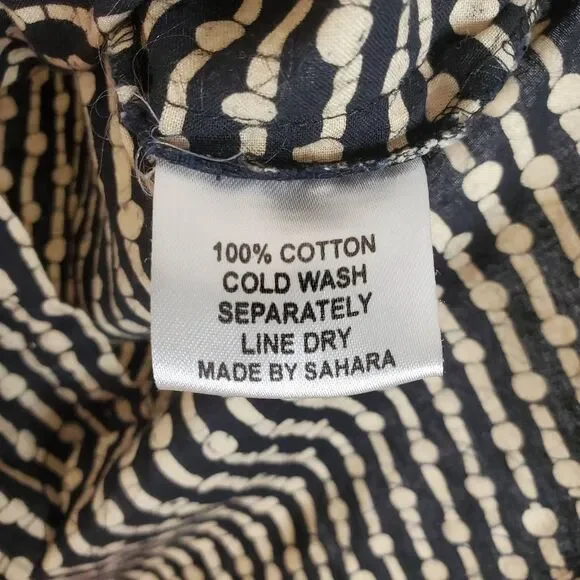 100% COTTON
COLD WASH
SEPARATELY
LINE DRY
MADE BY SAHARA